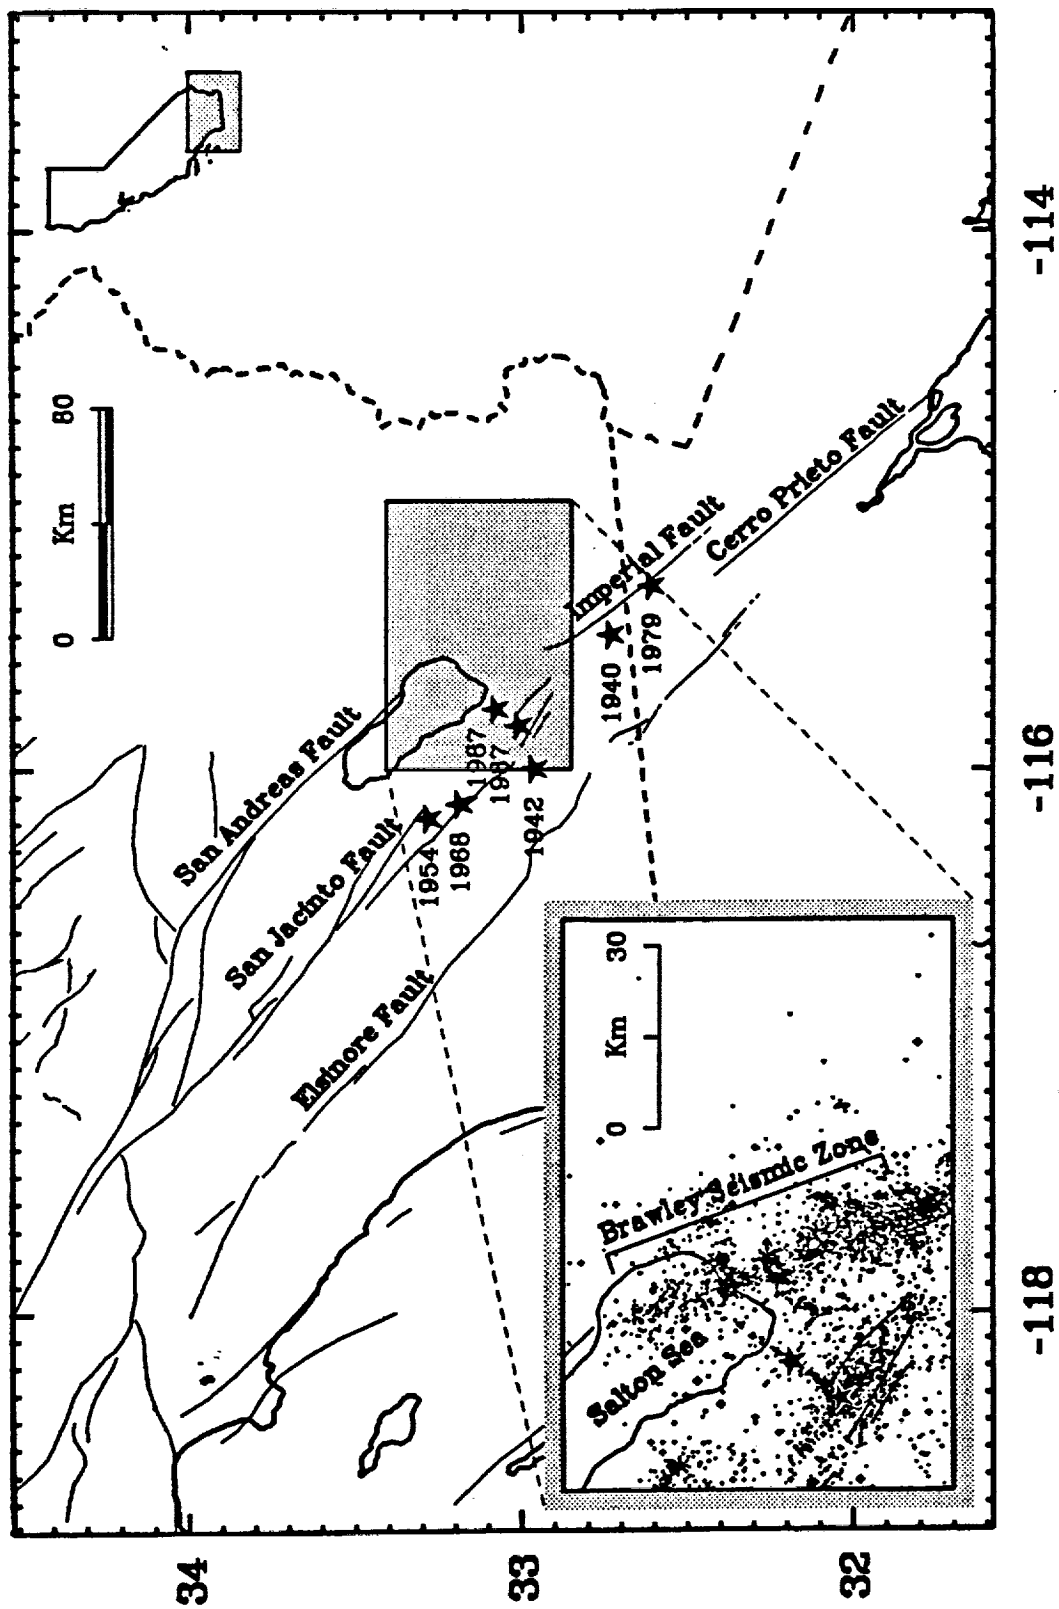 0 Km 80
San Andreas Fault
San Jacinto Fault
Elsinore Fault
Imperial Fault
Cerro Prieto Fault
1954
1968
1987
1987
1942
1940
1979
0 Km 30
Salton Sea
Brawley Seismic Zone
34
33
32
-118
-116
-114